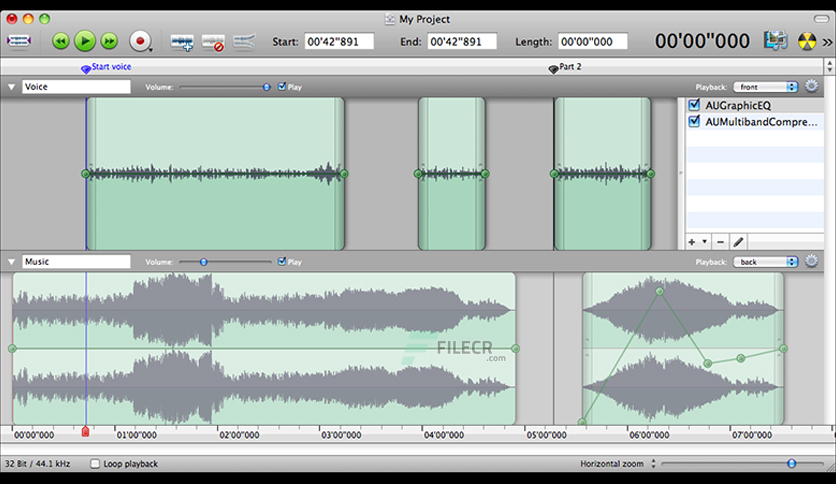 My Project
Start: 00'42"891 End: 00'42"891 Length: 00'00"000 00'00"000
Start voice Part 2
Voice Volume: Play Playback: front
AUGraphicEQ
AUMultibandCompre...
Music Volume: Play Playback: back
FILECR
.com
00'00"000 01'00"000 02'00"000 03'00"000 04'00"000 05'00"000 06'00"000 07'00"000
32 Bit / 44.1 kHz Loop playback Horizontal zoom